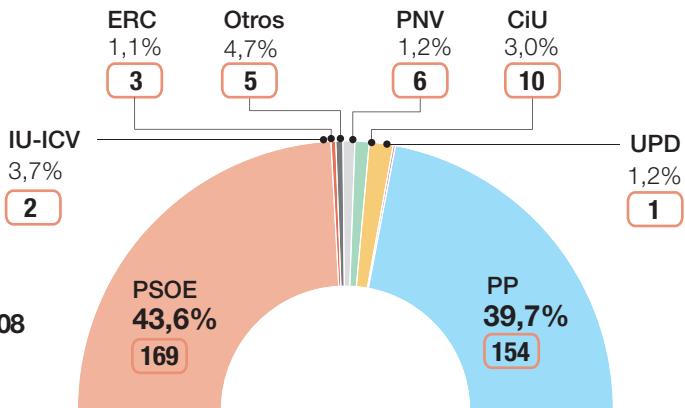 ERC
1,1%
3
Otros
4,7%
5
PNV
1,2%
6
CiU
3,0%
10
IU-ICV
3,7%
2
UPD
1,2%
1
PSOE
43,6%
169
PP
39,7%
154
08